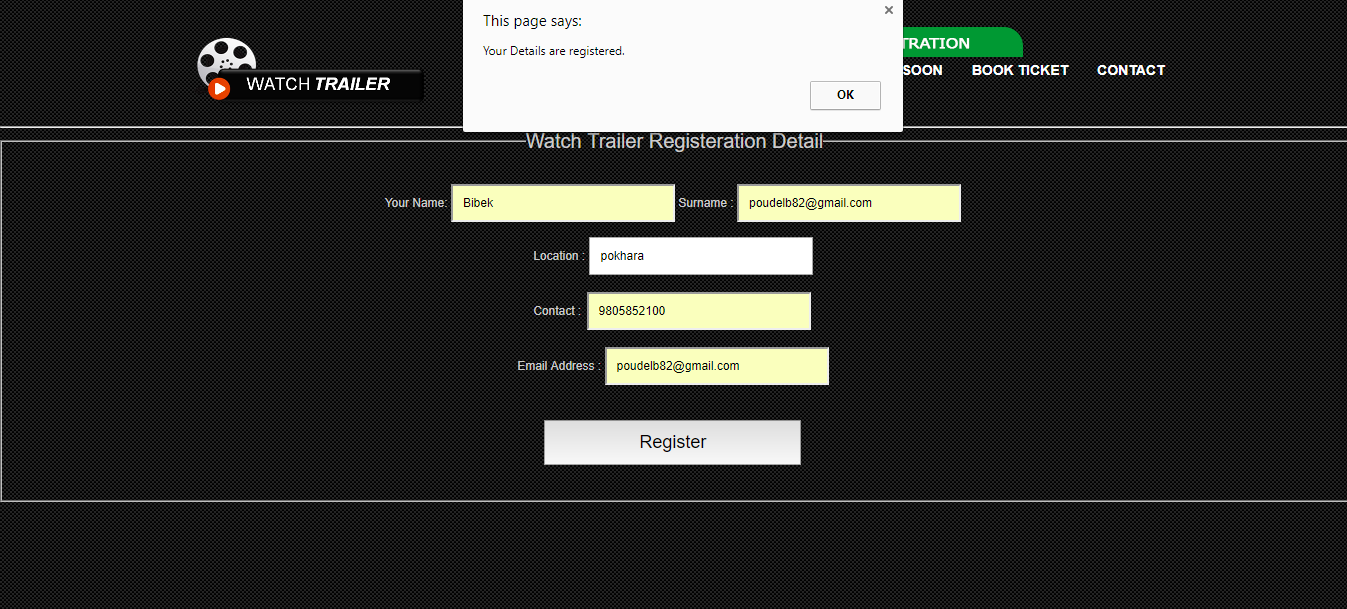 This page says:
Your Details are registered.
OK
TRATION
WATCH TRAILER
SOON BOOK TICKET CONTACT
Watch Trailer Registeration Detail
Your Name: Bibek Surname : poudelb82@gmail.com
Location : pokhara
Contact : 9805852100
Email Address : poudelb82@gmail.com
Register